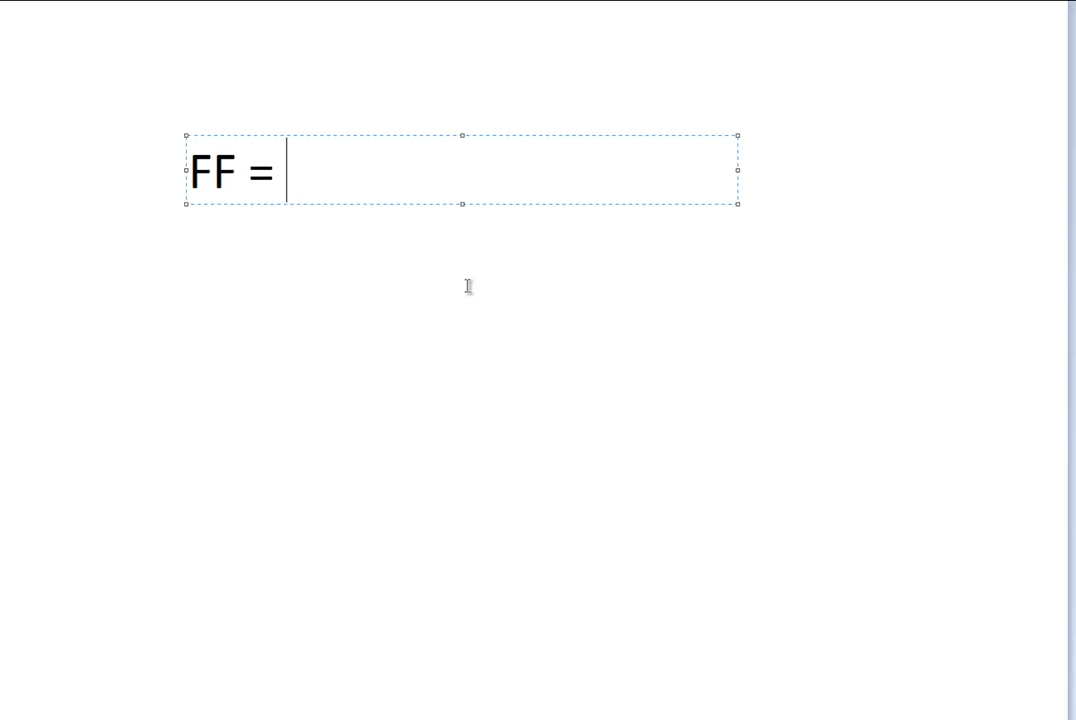 FF =